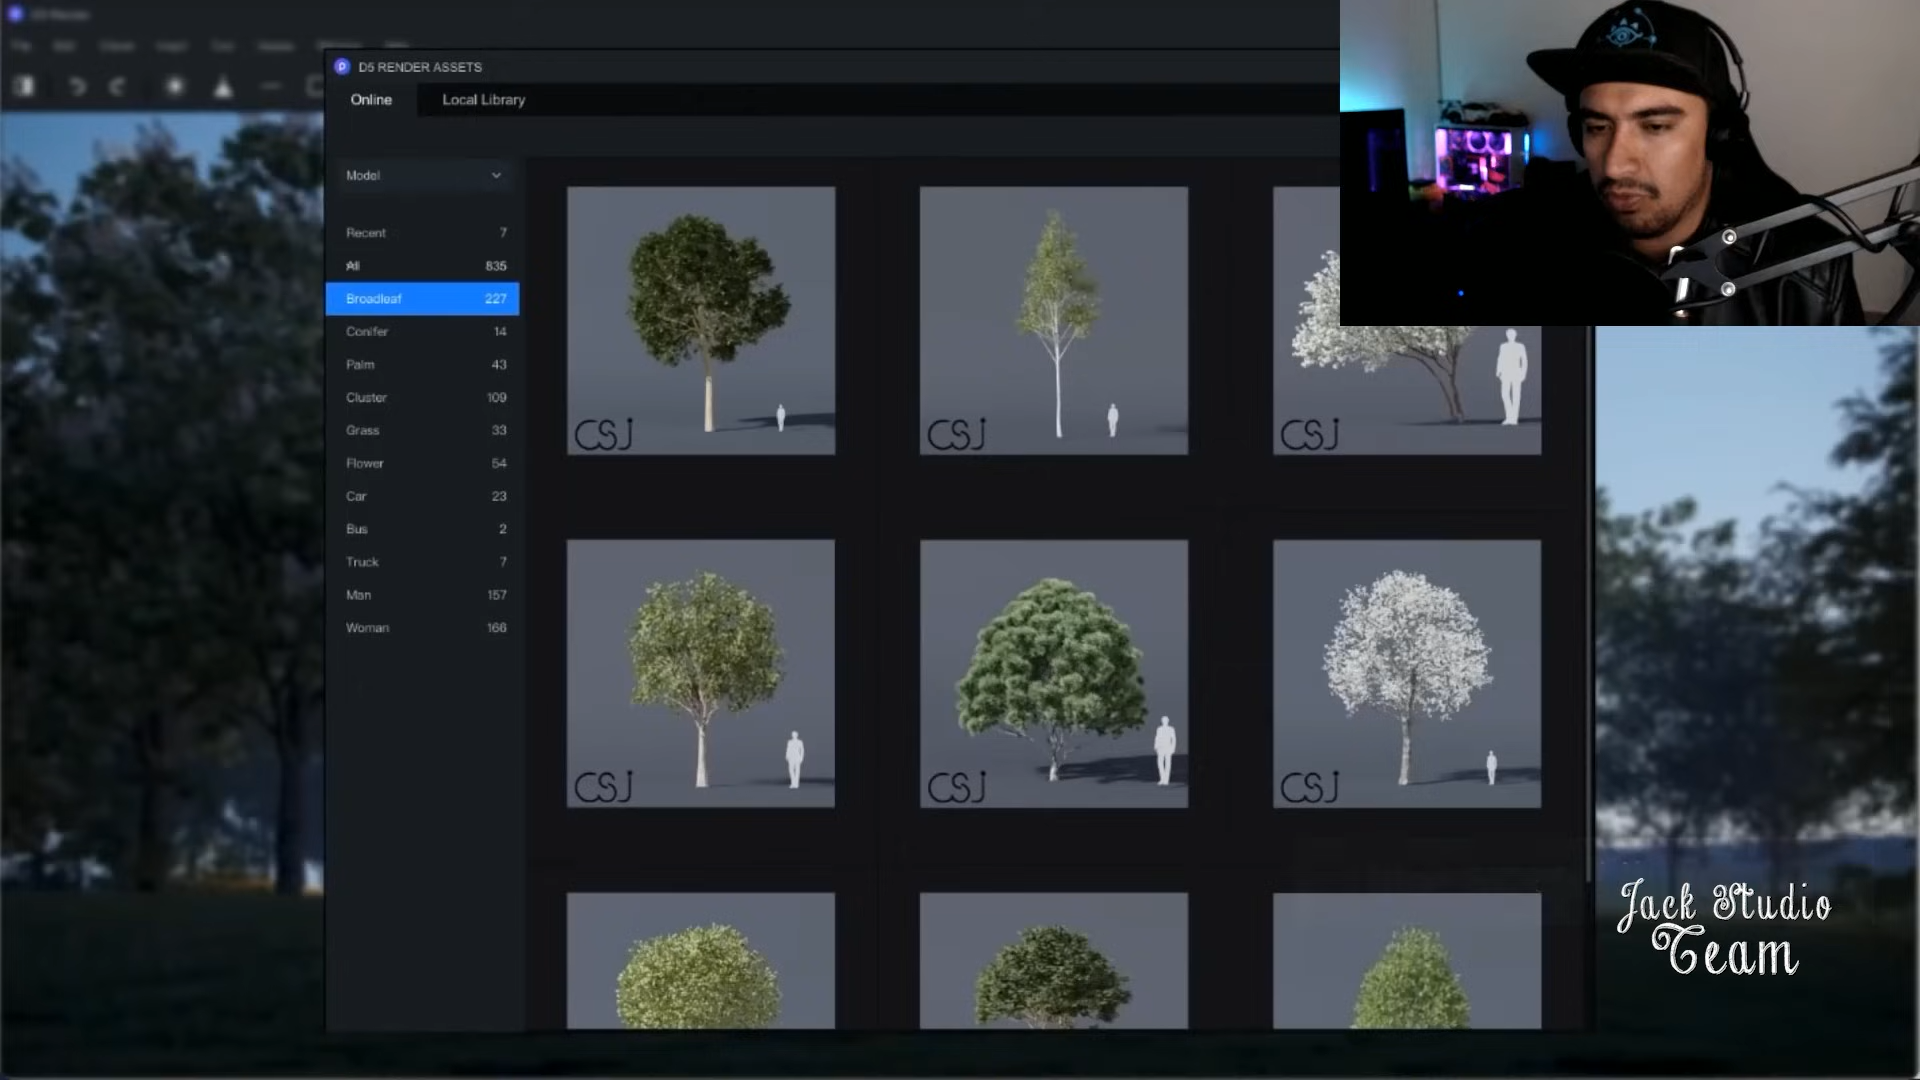 D5 RENDER ASSETS
Online
Local Library
Model
Recent 7
All 835
Broadleaf 227
Conifer 14
Palm 43
Cluster 109
Grass 33
Flower 54
Car 23
Bus 2
Truck 7
Man 157
Woman 166
CSJ
CSJ
CSJ
CSJ
CSJ
CSJ
Jack Studio
Team